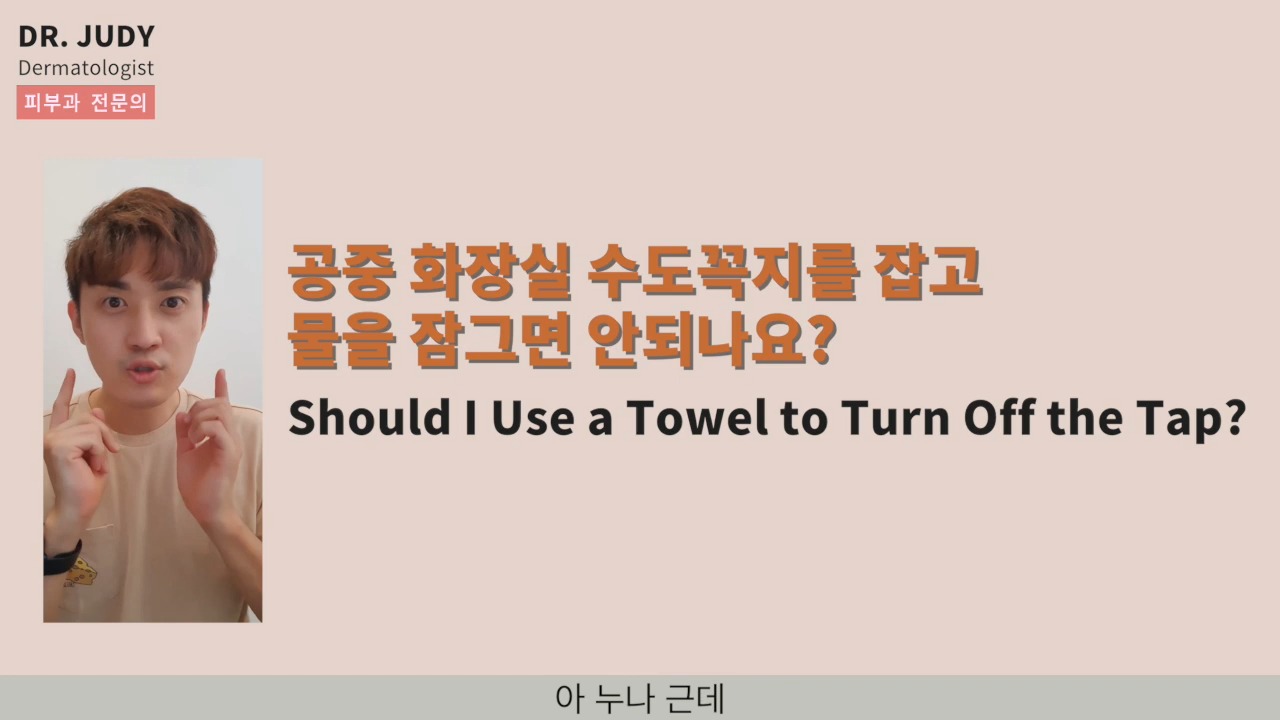 DR. JUDY
Dermatologist
피부과 전문의
공중 화장실 수도꼭지를 잡고
물을 잠그면 안되나요?
Should I Use a Towel to Turn Off the Tap?
아 누나 근데